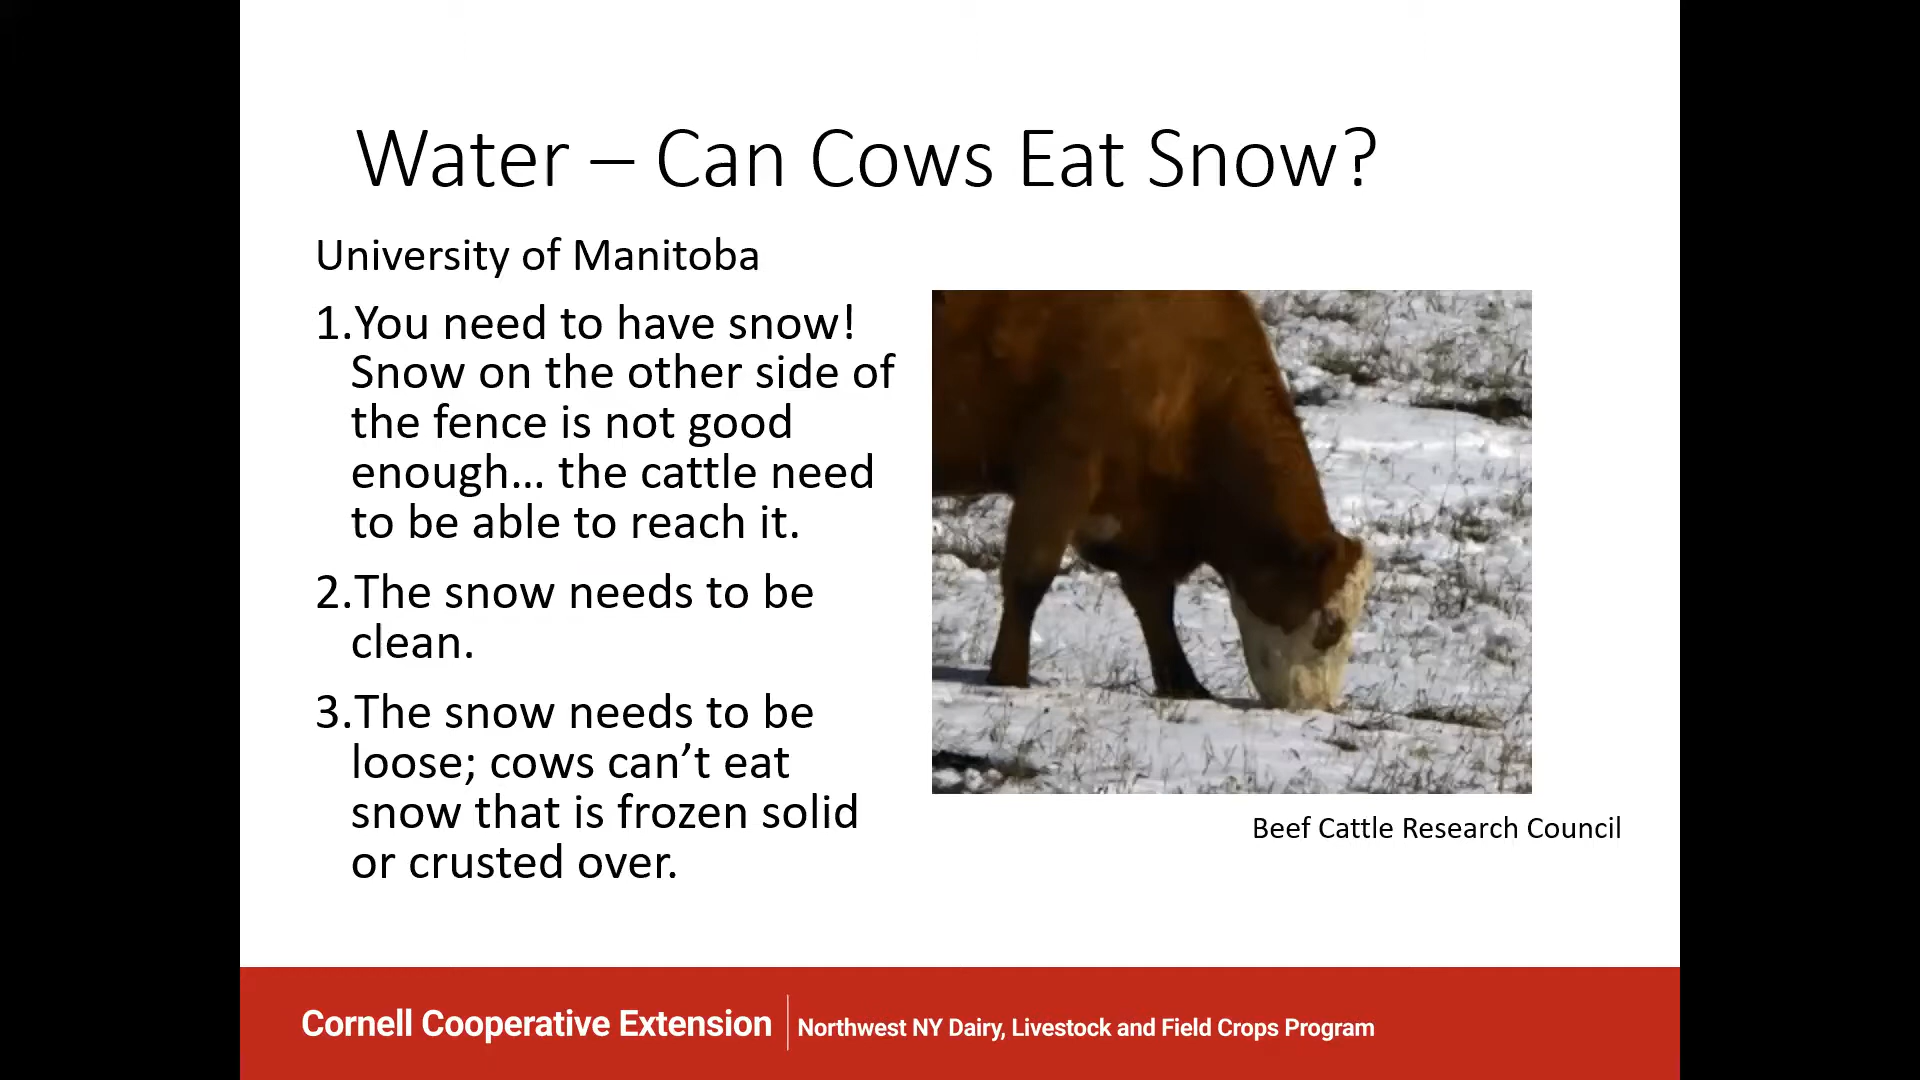 Water – Can Cows Eat Snow?
University of Manitoba
1.You need to have snow!
Snow on the other side of
the fence is not good
enough... the cattle need
to be able to reach it.
2.The snow needs to be
clean.
3.The snow needs to be
loose; cows can’t eat
snow that is frozen solid
or crusted over.
Beef Cattle Research Council
Cornell Cooperative Extension | Northwest NY Dairy, Livestock and Field Crops Program